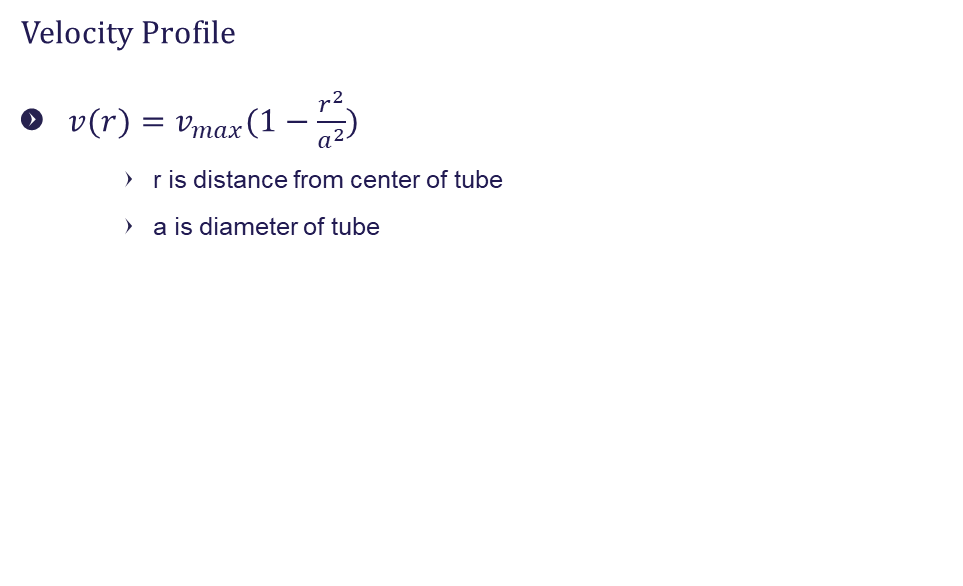 Velocity Profile
v(r) = v_max(1 − r²/a²)
r is distance from center of tube
a is diameter of tube